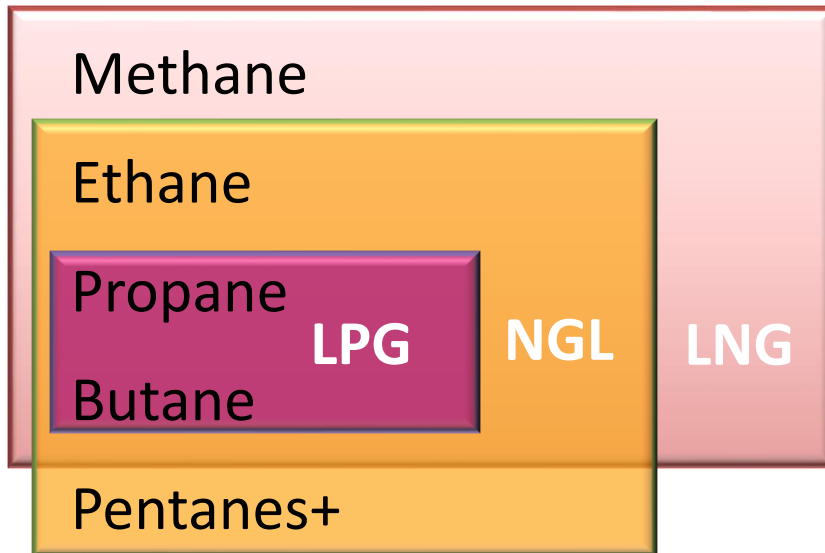 Methane
Ethane
Propane
LPG
NGL
LNG
Butane
Pentanes+